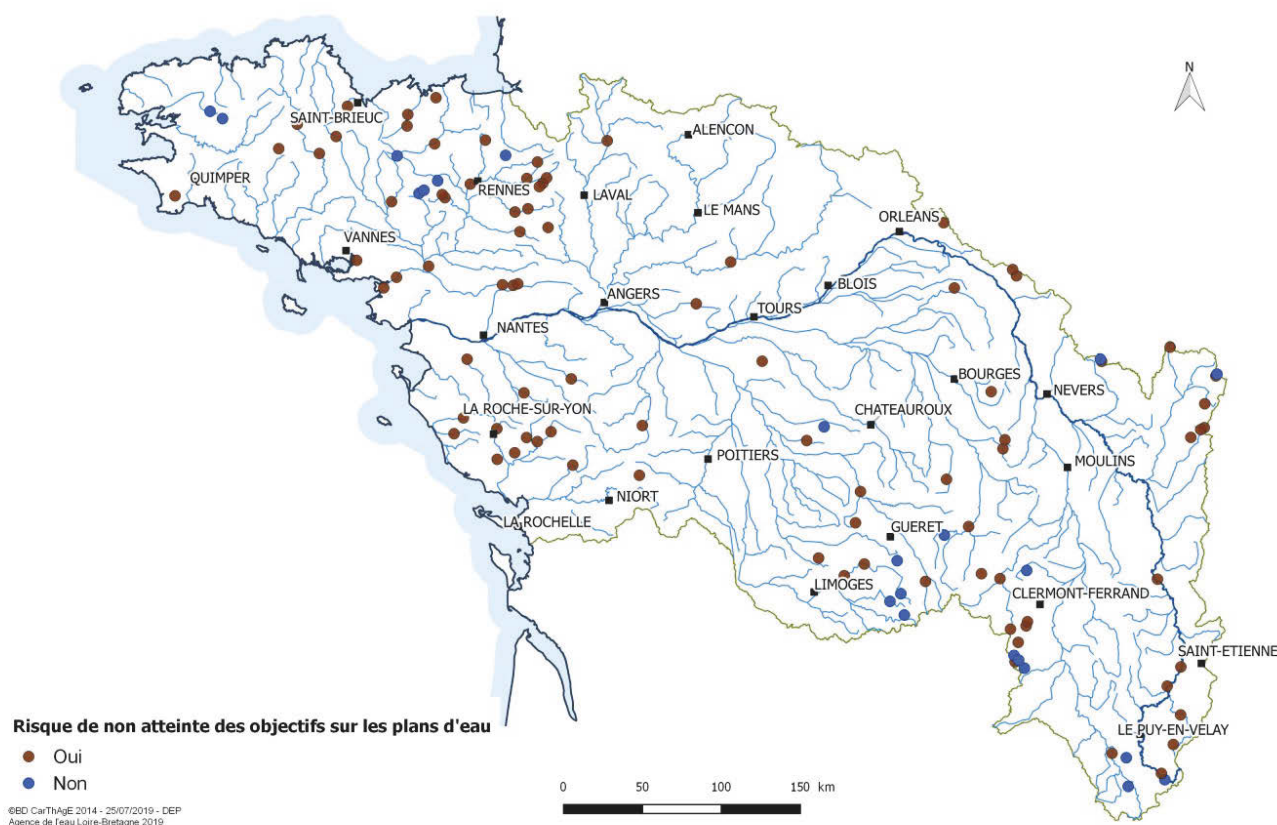 N
SAINT-BRIEUC
ALENCON
QUIMPER
RENNES
LAVAL
LE MANS
ORLEANS
VANNES
BLOIS
ANGERS
TOURS
NANTES
BOURGES
NEVERS
LA ROCHE-SUR-YON
CHATEAUROUX
POITIERS
MOULINS
NIORT
LA ROCHELLE
GUERET
LIMOGES
CLERMONT-FERRAND
SAINT-ETIENNE
LE PUY-EN-VELAY
Risque de non atteinte des objectifs sur les plans d'eau
Oui
Non
0 50 100 150 km
©BD CarThAgE 2014 - 25/07/2019 - DEP
Agence de l'eau Loire-Bretagne 2019